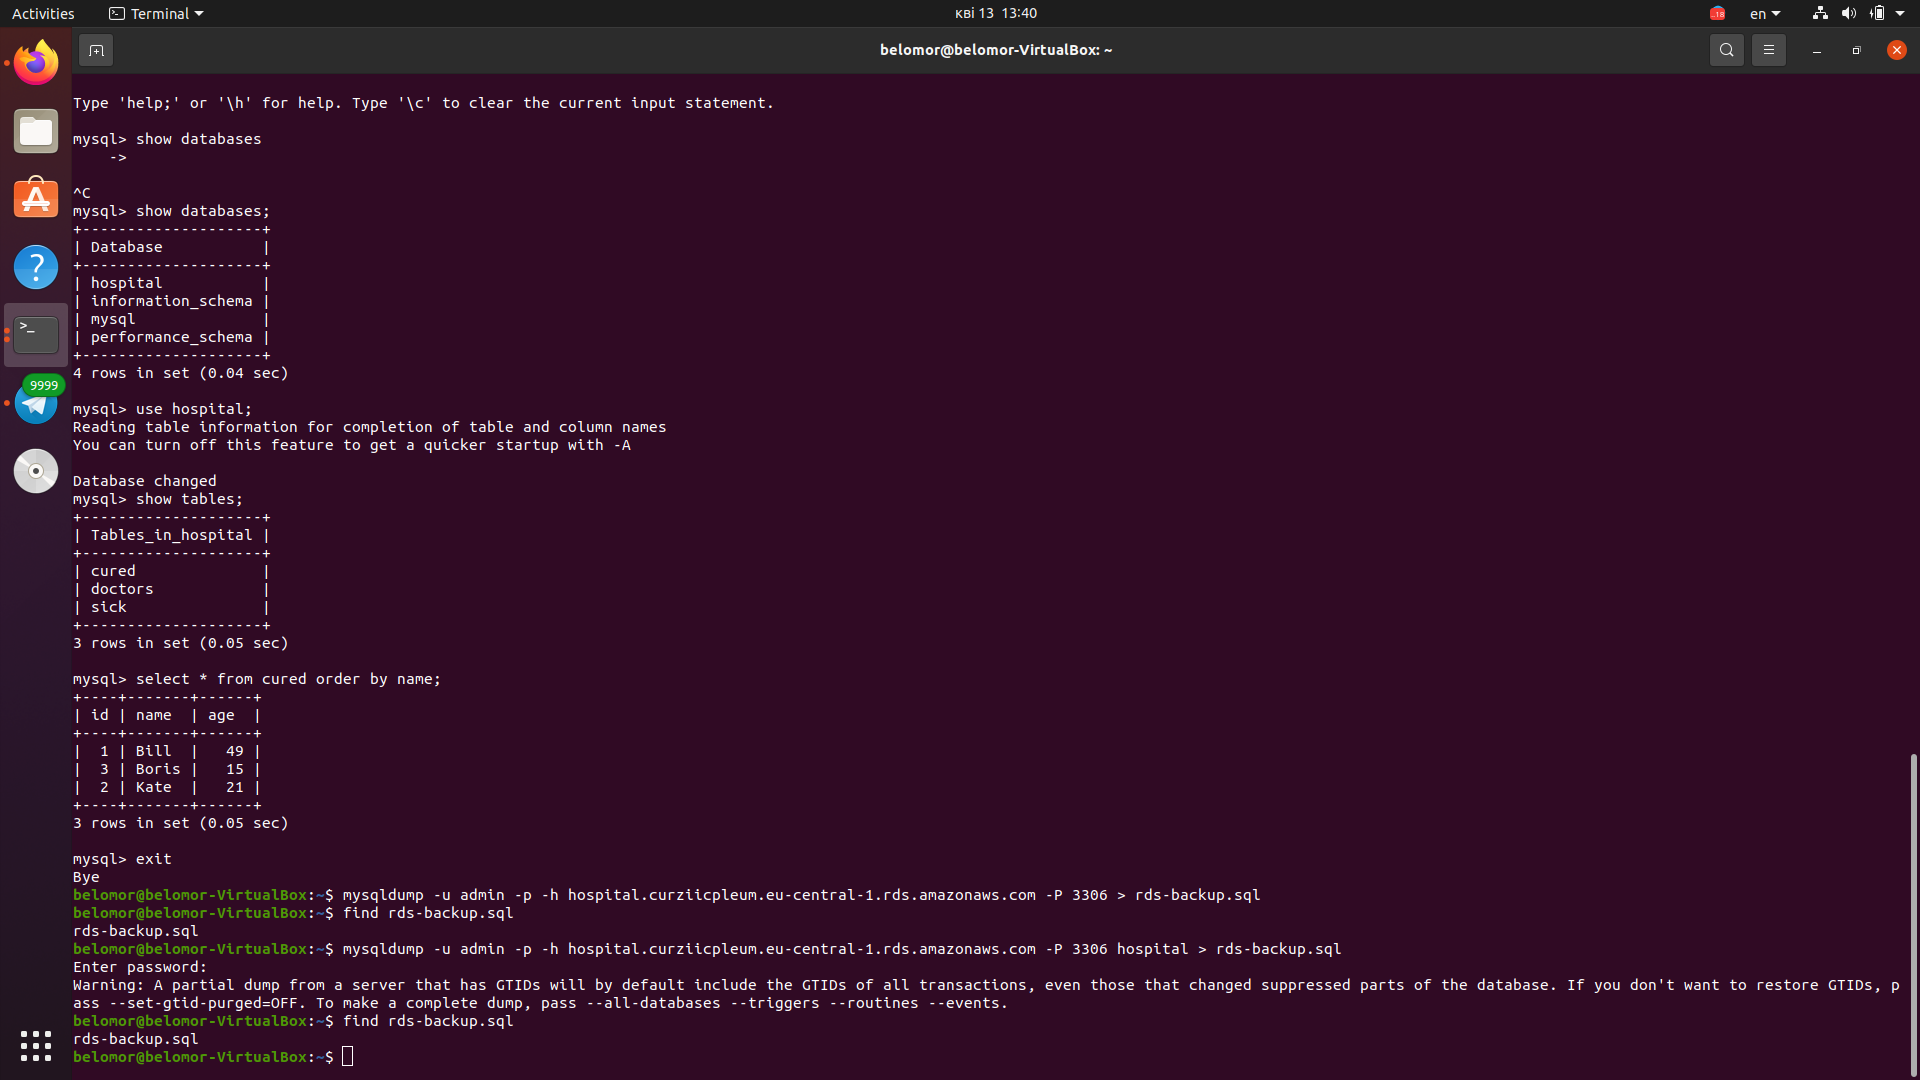 Activities
Terminal
кві 13  13:40
en
belomor@belomor-VirtualBox: ~
9999
Type 'help;' or '\h' for help. Type '\c' to clear the current input statement.
mysql> show databases
    ->
^C
mysql> show databases;
+--------------------+
| Database           |
+--------------------+
| hospital           |
| information_schema |
| mysql              |
| performance_schema |
+--------------------+
4 rows in set (0.04 sec)
mysql> use hospital;
Reading table information for completion of table and column names
You can turn off this feature to get a quicker startup with -A
Database changed
mysql> show tables;
+--------------------+
| Tables_in_hospital |
+--------------------+
| cured              |
| doctors            |
| sick               |
+--------------------+
3 rows in set (0.05 sec)
mysql> select * from cured order by name;
+----+-------+------+
| id | name  | age  |
+----+-------+------+
|  1 | Bill  |   49 |
|  3 | Boris |   15 |
|  2 | Kate  |   21 |
+----+-------+------+
3 rows in set (0.05 sec)
mysql> exit
Bye
belomor@belomor-VirtualBox:~$ mysqldump -u admin -p -h hospital.curziicpleum.eu-central-1.rds.amazonaws.com -P 3306 > rds-backup.sql
belomor@belomor-VirtualBox:~$ find rds-backup.sql
rds-backup.sql
belomor@belomor-VirtualBox:~$ mysqldump -u admin -p -h hospital.curziicpleum.eu-central-1.rds.amazonaws.com -P 3306 hospital > rds-backup.sql
Enter password:
Warning: A partial dump from a server that has GTIDs will by default include the GTIDs of all transactions, even those that changed suppressed parts of the database. If you don't want to restore GTIDs, p
ass --set-gtid-purged=OFF. To make a complete dump, pass --all-databases --triggers --routines --events.
belomor@belomor-VirtualBox:~$ find rds-backup.sql
rds-backup.sql
belomor@belomor-VirtualBox:~$